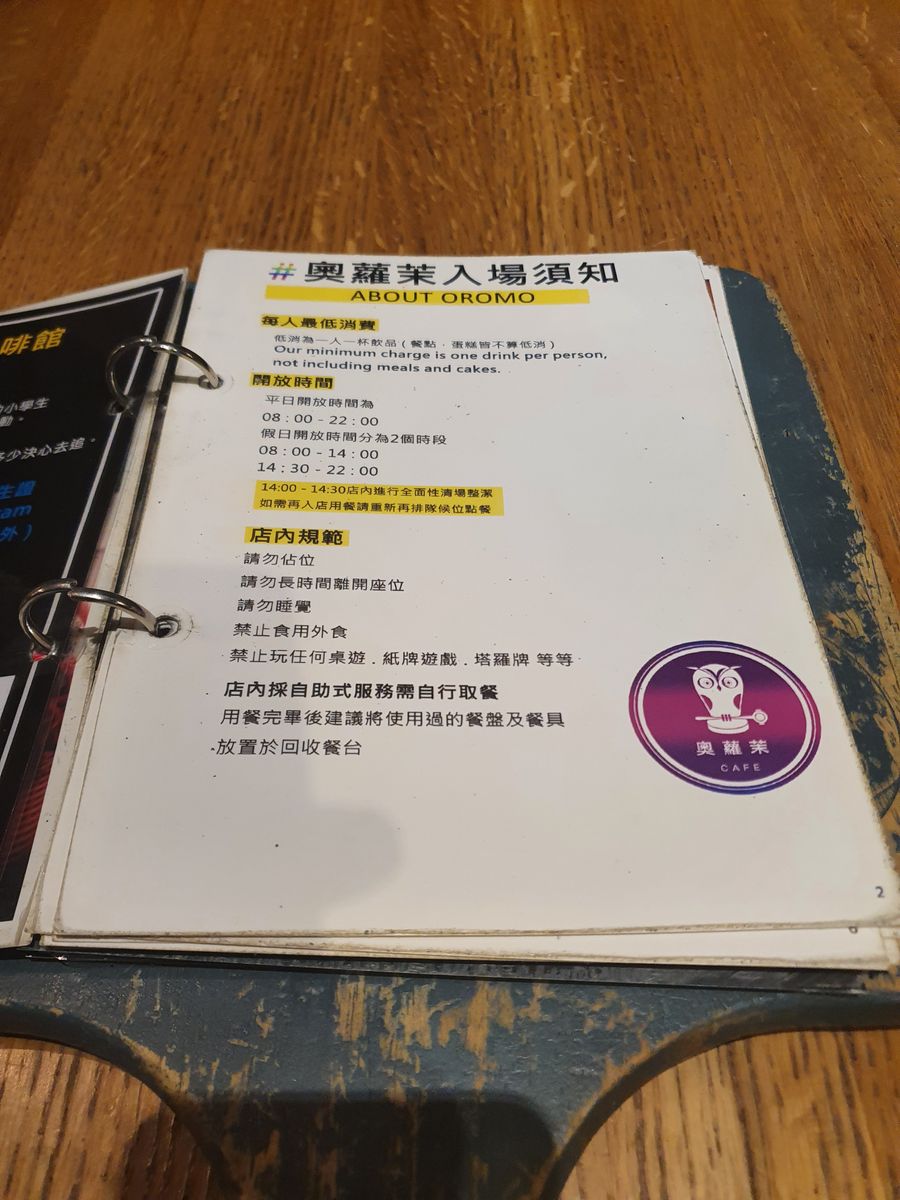 啡館
小學生
動。
多少決心去追。
生證
ram
外）
#奧蘿茉入場須知
ABOUT OROMO
每人最低消費
低消為一人一杯飲品（餐點．蛋糕皆不算低消）
Our minimum charge is one drink per person,
not including meals and cakes.
開放時間
平日開放時間為
08：00 - 22：00
假日開放時間分為2個時段
08：00 - 14：00
14：30 - 22：00
14:00 - 14:30店內進行全面性清場整潔
如需再入店用餐請重新再排隊候位點餐
店內規範
請勿佔位
請勿長時間離開座位
請勿睡覺
禁止食用外食
禁止玩任何桌遊．紙牌遊戲．塔羅牌 等等
店內採自助式服務需自行取餐
用餐完畢後建議將使用過的餐盤及餐具
放置於回收餐台
奧蘿茉
CAFE
2